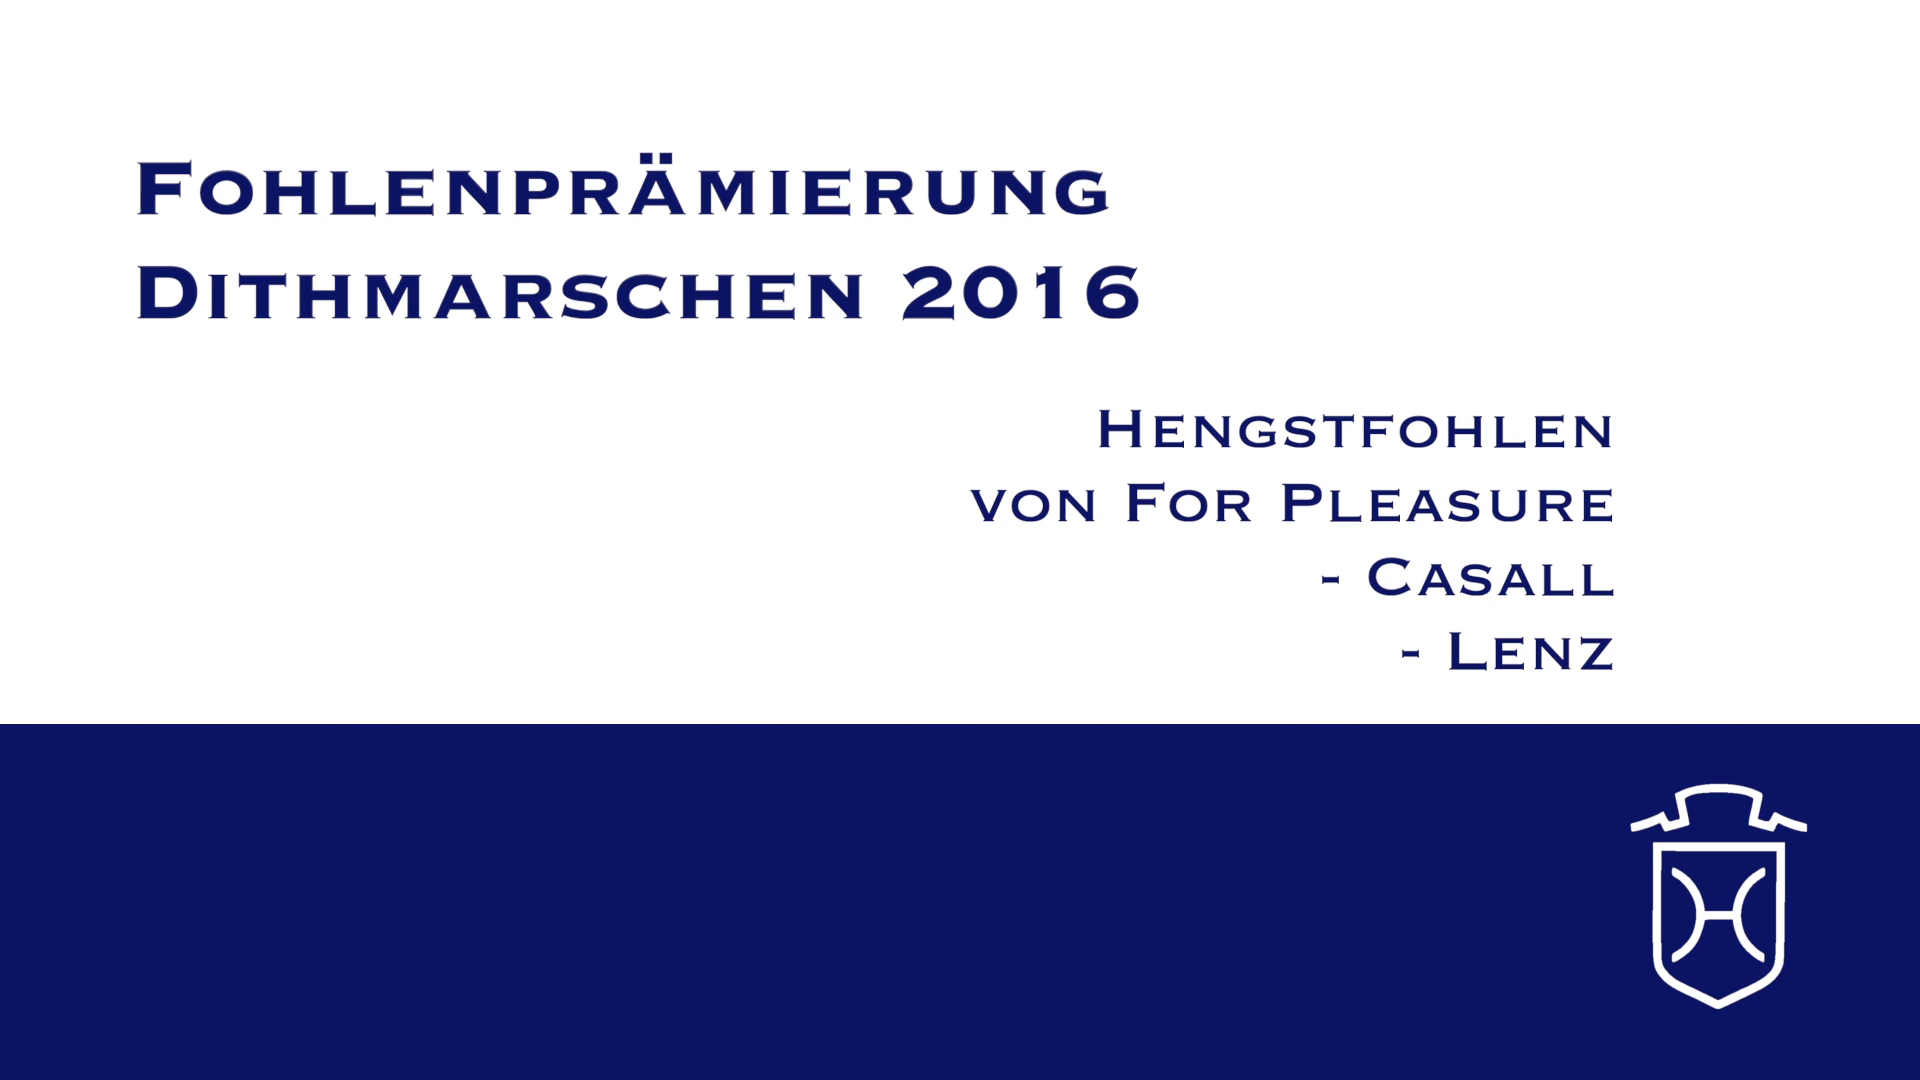 Fohlenprämierung
Dithmarschen 2016
Hengstfohlen
von For Pleasure
- Casall
- Lenz